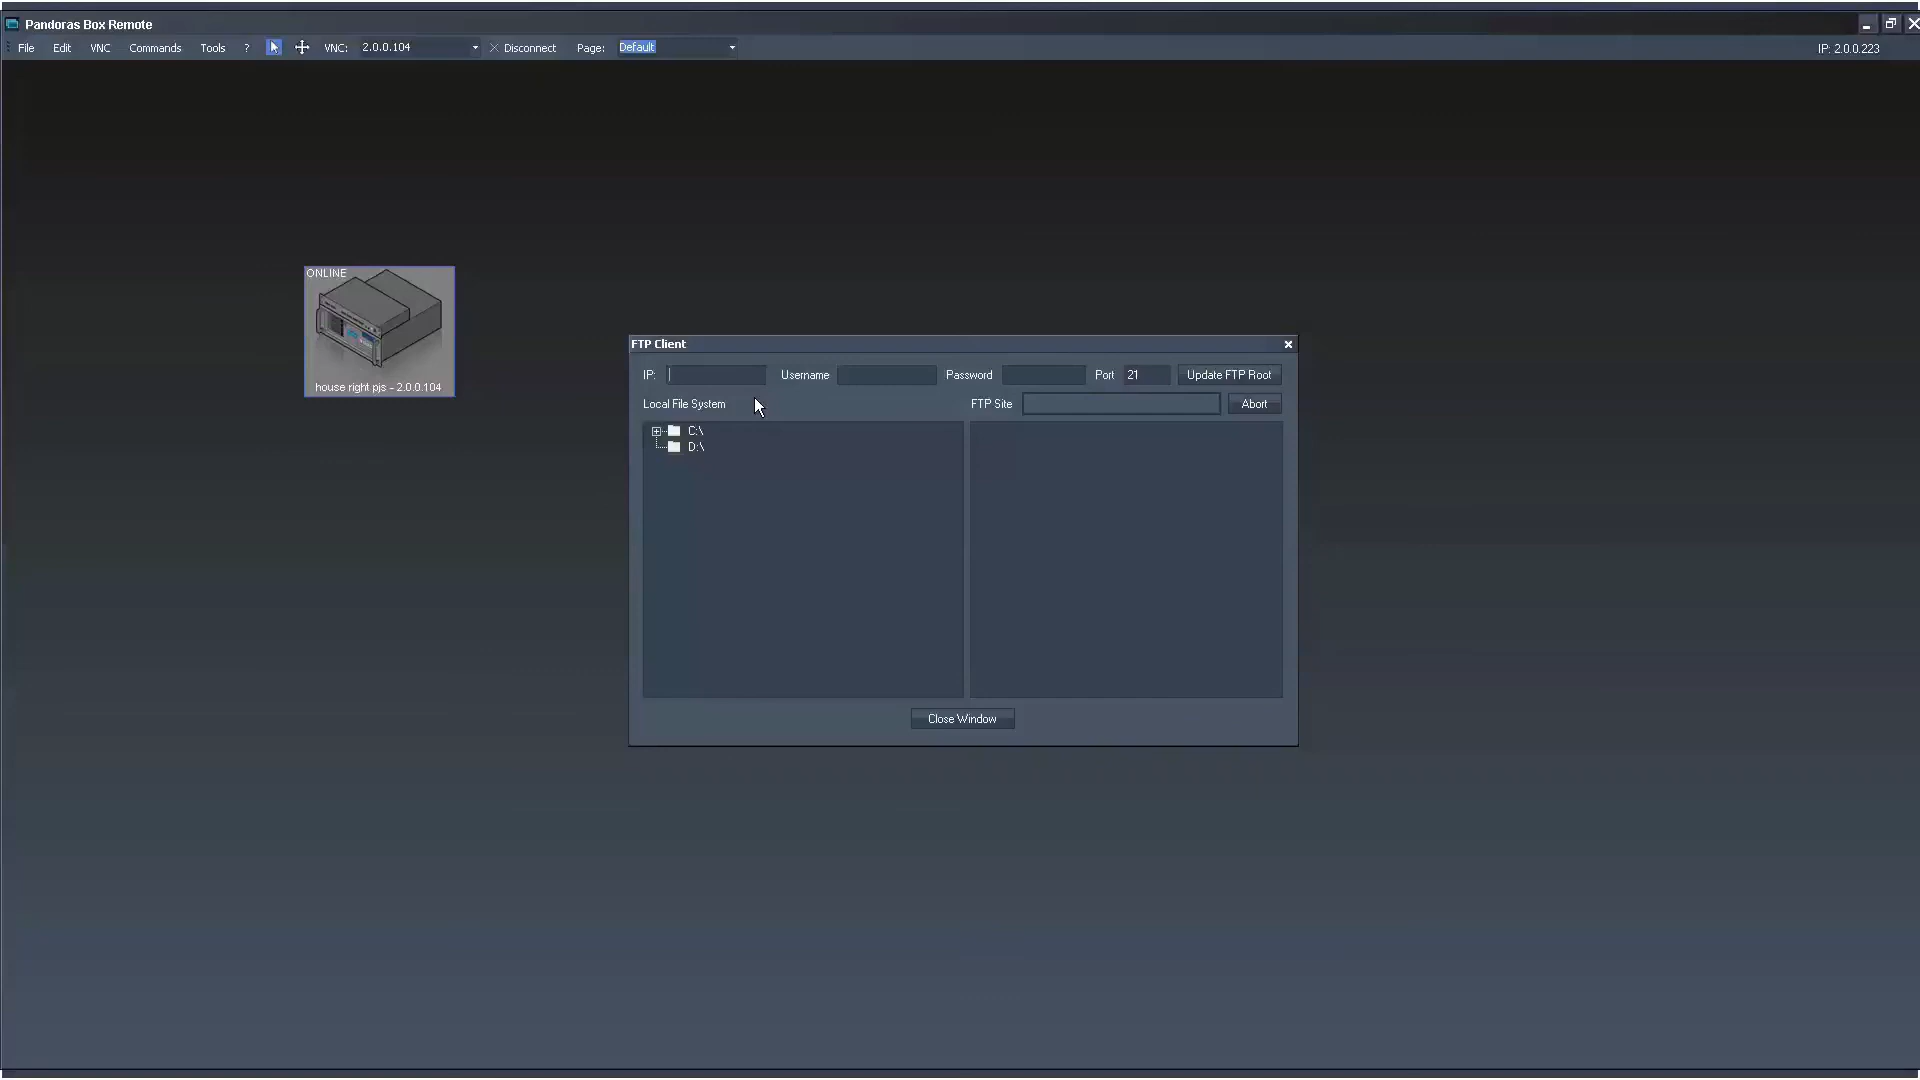 Pandoras Box Remote
File Edit VNC Commands Tools ? VNC: 2.0.0.104 Disconnect Page: Default IP: 2.0.0.223
ONLINE
house right pjs - 2.0.0.104
FTP Client
IP: Username Password Port 21 Update FTP Root
Local File System FTP Site Abort
C:\
D:\
Close Window